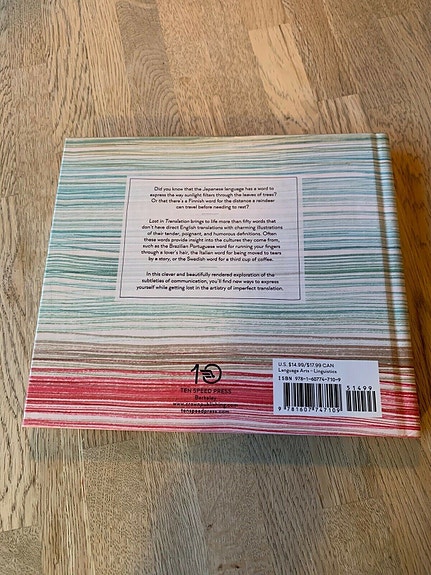 Did you know that the Japanese language has a word to
express the way sunlight filters through the leaves of trees?
Or that there's a Finnish word for the distance a reindeer
can travel before needing to rest?
Lost in Translation brings to life more than fifty words that
don't have direct English translations with charming illustrations
of their tender, poignant, and humorous definitions. Often
these words provide insight into the cultures they come from,
such as the Brazilian Portuguese word for running your fingers
through a lover's hair, the Italian word for being moved to tears
by a story, or the Swedish word for a third cup of coffee.
In this clever and beautifully rendered exploration of the
subtleties of communication, you'll find new ways to express
yourself while getting lost in the artistry of imperfect translation.
10
TEN SPEED PRESS
Berkeley
tenspeedpress.com
U.S. $14.99/$17.99 CAN
Language Arts - Linguistics
ISBN 978-1-60774-710-9
51499
9 781607 747109